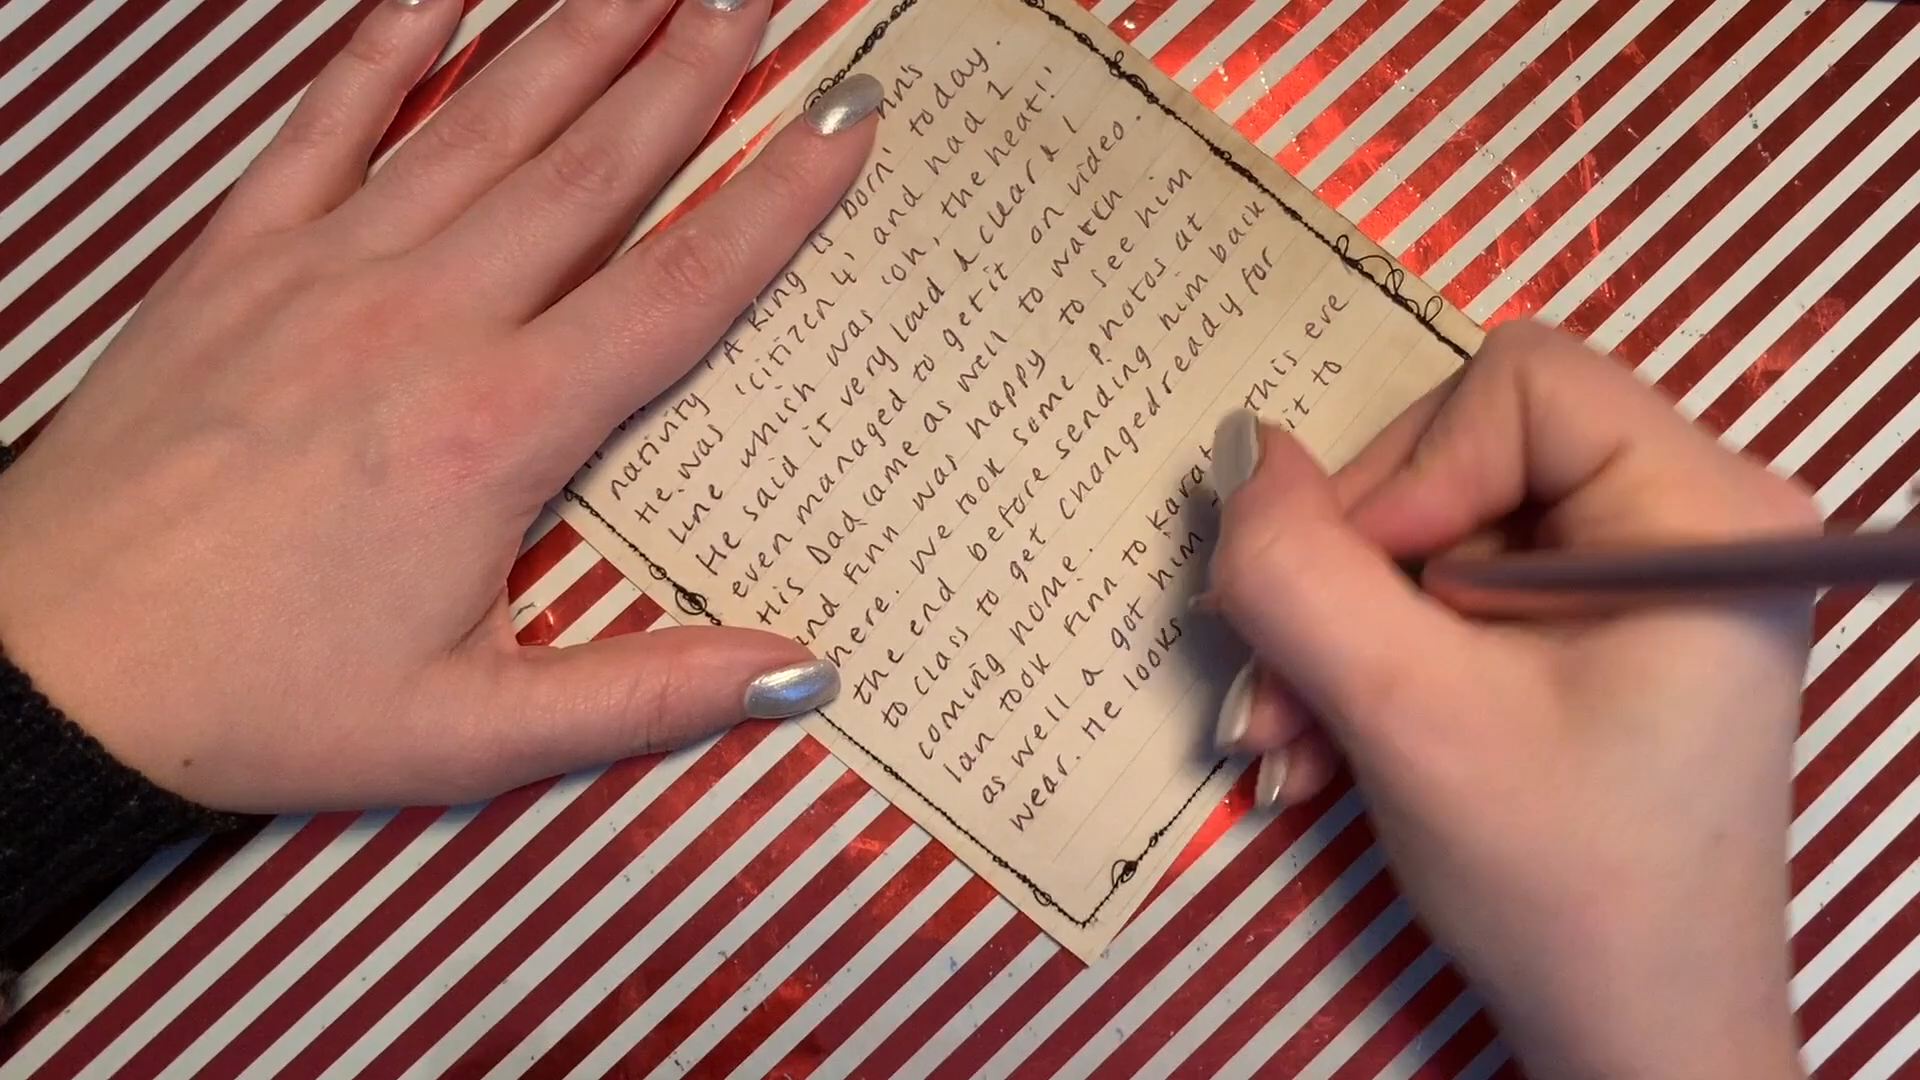 nn's
nativity 'A King is born' today.
He was 'citizen 4' and had 1
line which was 'oh, the heat!'
He said it very loud & clear & I
even managed to get it on video.
His Dad came as well to watch
and Finn was happy to see him
there. We took some photos at
the end before sending him back
to class to get changed ready for
coming home.
Ian took Finn to karat this eve
as well & got him it to
wear. He looks